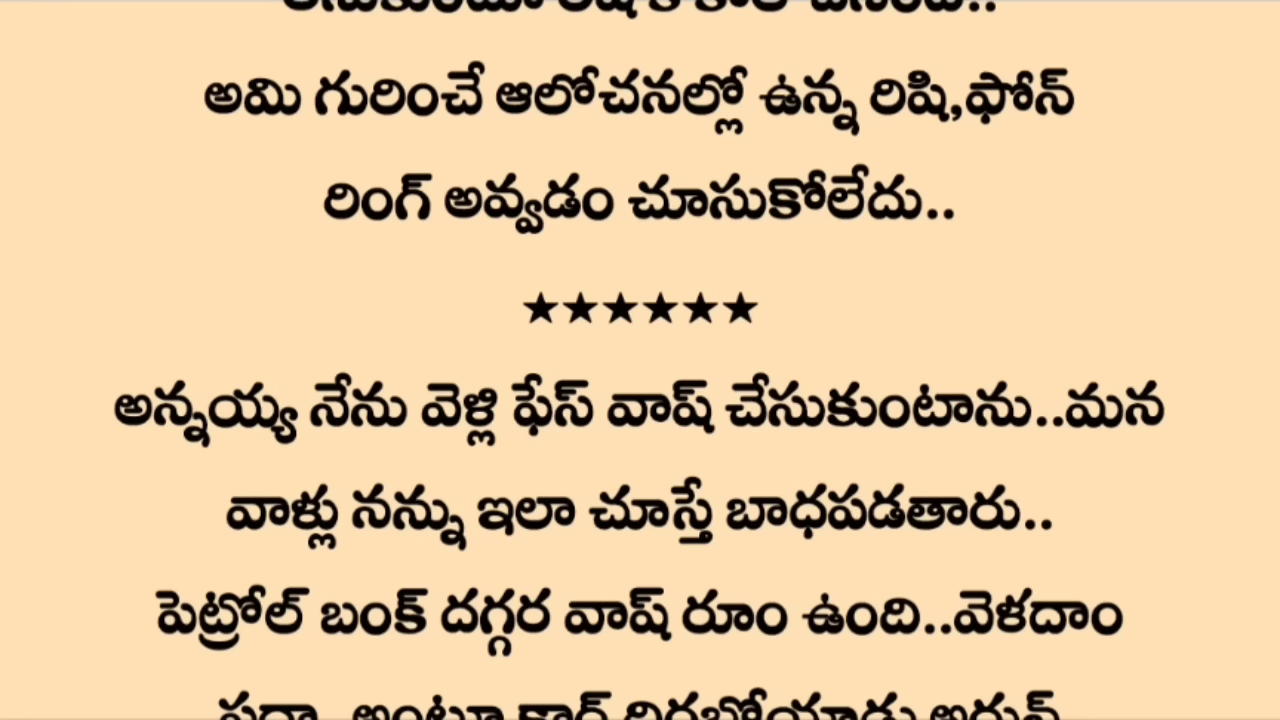 అమి గురించే ఆలోచనల్లో ఉన్న రిషి,ఫోన్
రింగ్ అవ్వడం చూసుకోలేదు..
★★★★★★
అన్నయ్య నేను వెళ్లి ఫేస్ వాష్ చేసుకుంటాను..మన
వాళ్లు నన్ను ఇలా చూస్తే బాధపడతారు..
పెట్రోల్ బంక్ దగ్గర వాష్ రూం ఉంది..వెళదాం